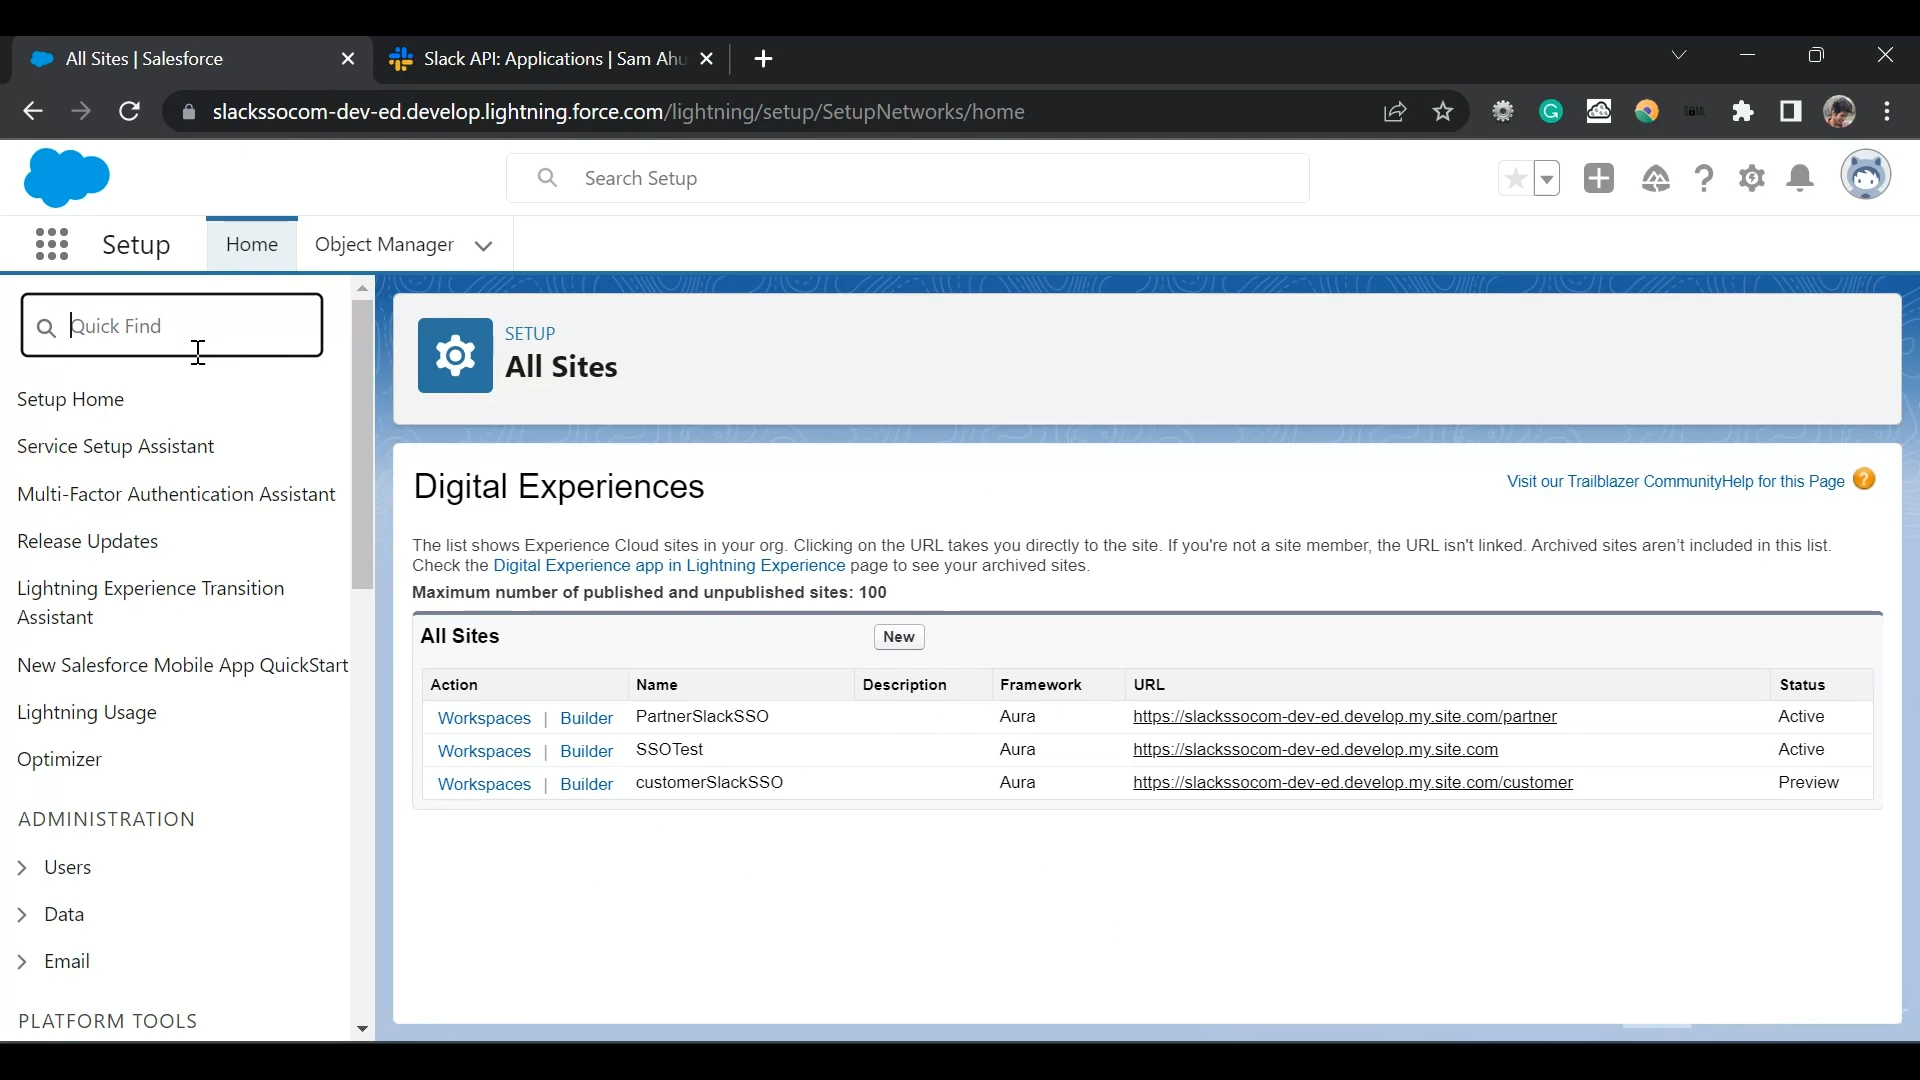 All Sites | Salesforce
Slack API: Applications | Sam Ahu
slackssocom-dev-ed.develop.lightning.force.com/lightning/setup/SetupNetworks/home
Search Setup
Setup
Home
Object Manager
Quick Find
Setup Home
Service Setup Assistant
Multi-Factor Authentication Assistant
Release Updates
Lightning Experience Transition
Assistant
New Salesforce Mobile App QuickStart
Lightning Usage
Optimizer
ADMINISTRATION
Users
Data
Email
PLATFORM TOOLS
SETUP
All Sites
Digital Experiences
Visit our Trailblazer CommunityHelp for this Page ?
The list shows Experience Cloud sites in your org. Clicking on the URL takes you directly to the site. If you're not a site member, the URL isn't linked. Archived sites aren't included in this list.
Check the Digital Experience app in Lightning Experience page to see your archived sites.
Maximum number of published and unpublished sites: 100
All Sites New
Action Name Description Framework URL Status
Workspaces | Builder PartnerSlackSSO Aura https://slackssocom-dev-ed.develop.my.site.com/partner Active
Workspaces | Builder SSOTest Aura https://slackssocom-dev-ed.develop.my.site.com Active
Workspaces | Builder customerSlackSSO Aura https://slackssocom-dev-ed.develop.my.site.com/customer Preview